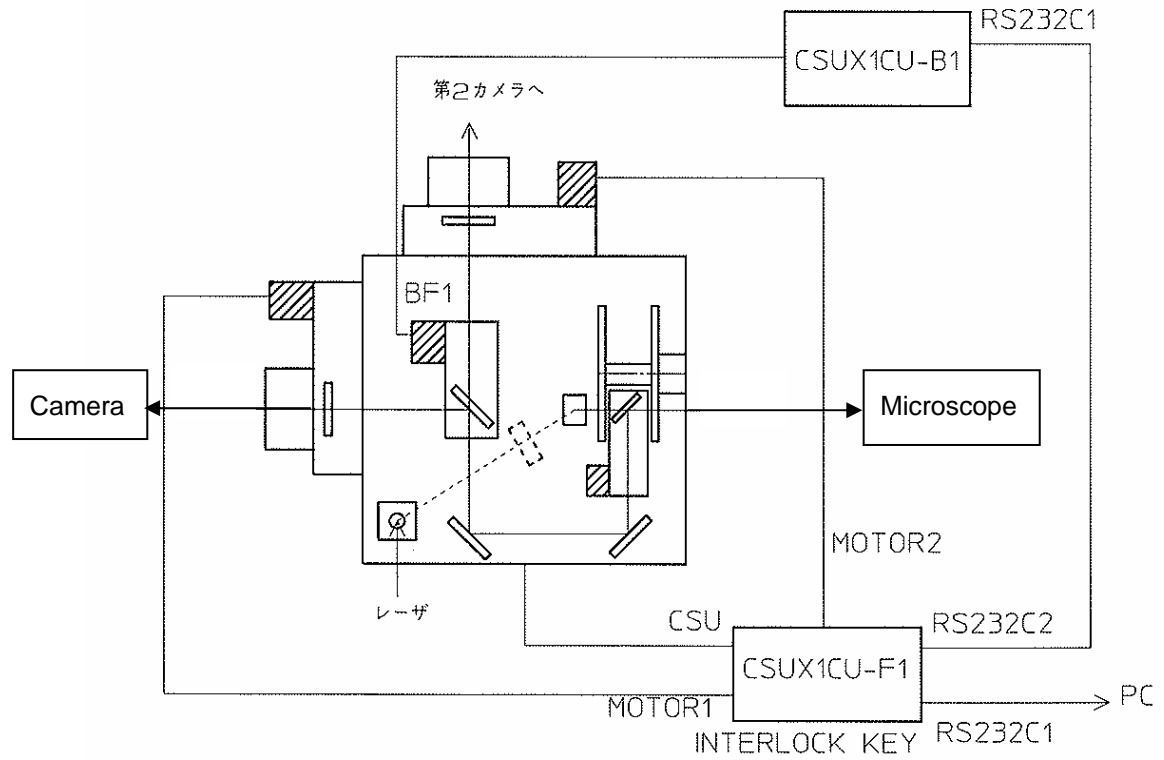 RS232C1
CSUX1CU-B1
第2カメラへ
BF1
Camera
Microscope
MOTOR2
レーザ
CSU
RS232C2
CSUX1CU-F1
MOTOR1
PC
RS232C1
INTERLOCK KEY